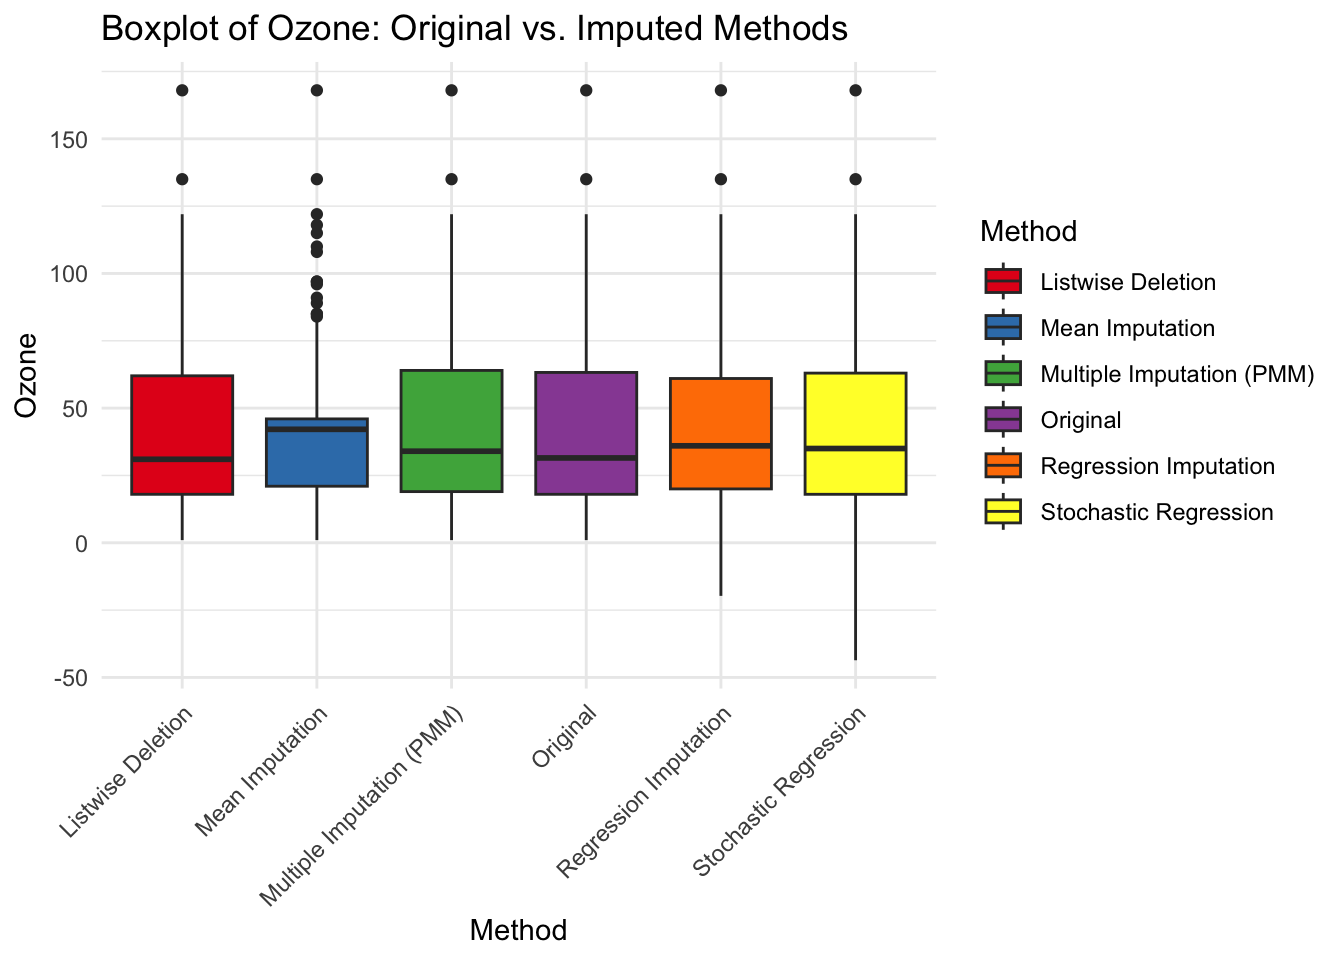 Boxplot of Ozone: Original vs. Imputed Methods
Ozone
150
100
50
0
-50
Listwise Deletion
Mean Imputation
Multiple Imputation (PMM)
Original
Regression Imputation
Stochastic Regression
Method
Method
Listwise Deletion
Mean Imputation
Multiple Imputation (PMM)
Original
Regression Imputation
Stochastic Regression